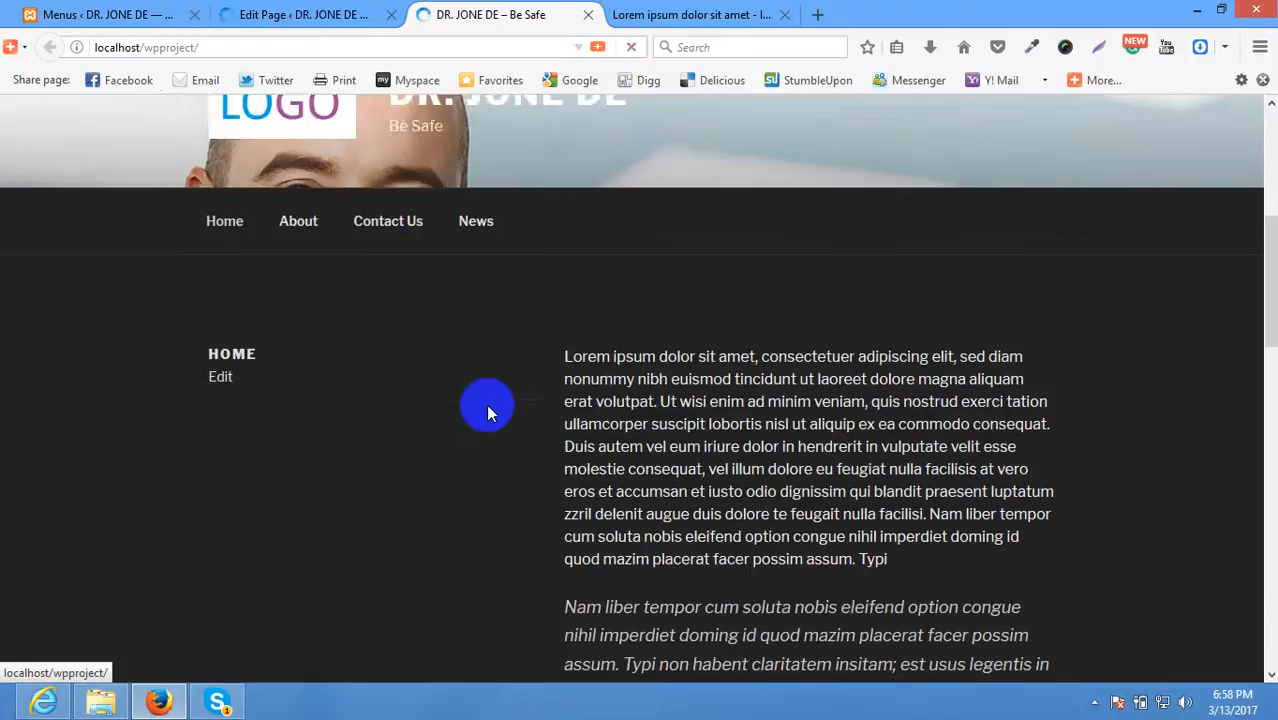 Menus ‹ DR. JONE DE — ...
Edit Page ‹ DR. JONE DE ...
DR. JONE DE – Be Safe
Lorem ipsum dolor sit amet - l...
localhost/wpproject/
Search
NEW
You
Tube
Share page:
Facebook
Email
Twitter
Print
my
Myspace
Favorites
Google
Digg
Delicious
StumbleUpon
Messenger
Y! Mail
More...
LOGO
DR. JONE DE
Be Safe
Home
About
Contact Us
News
HOME
Edit
Lorem ipsum dolor sit amet, consectetuer adipiscing elit, sed diam
nonummy nibh euismod tincidunt ut laoreet dolore magna aliquam
erat volutpat. Ut wisi enim ad minim veniam, quis nostrud exerci tation
ullamcorper suscipit lobortis nisl ut aliquip ex ea commodo consequat.
Duis autem vel eum iriure dolor in hendrerit in vulputate velit esse
molestie consequat, vel illum dolore eu feugiat nulla facilisis at vero
eros et accumsan et iusto odio dignissim qui blandit praesent luptatum
zzril delenit augue duis dolore te feugait nulla facilisi. Nam liber tempor
cum soluta nobis eleifend option congue nihil imperdiet doming id
quod mazim placerat facer possim assum. Typi
Nam liber tempor cum soluta nobis eleifend option congue
nihil imperdiet doming id quod mazim placerat facer possim
assum. Typi non habent claritatem insitam; est usus legentis in
localhost/wpproject/
6:58 PM
3/13/2017